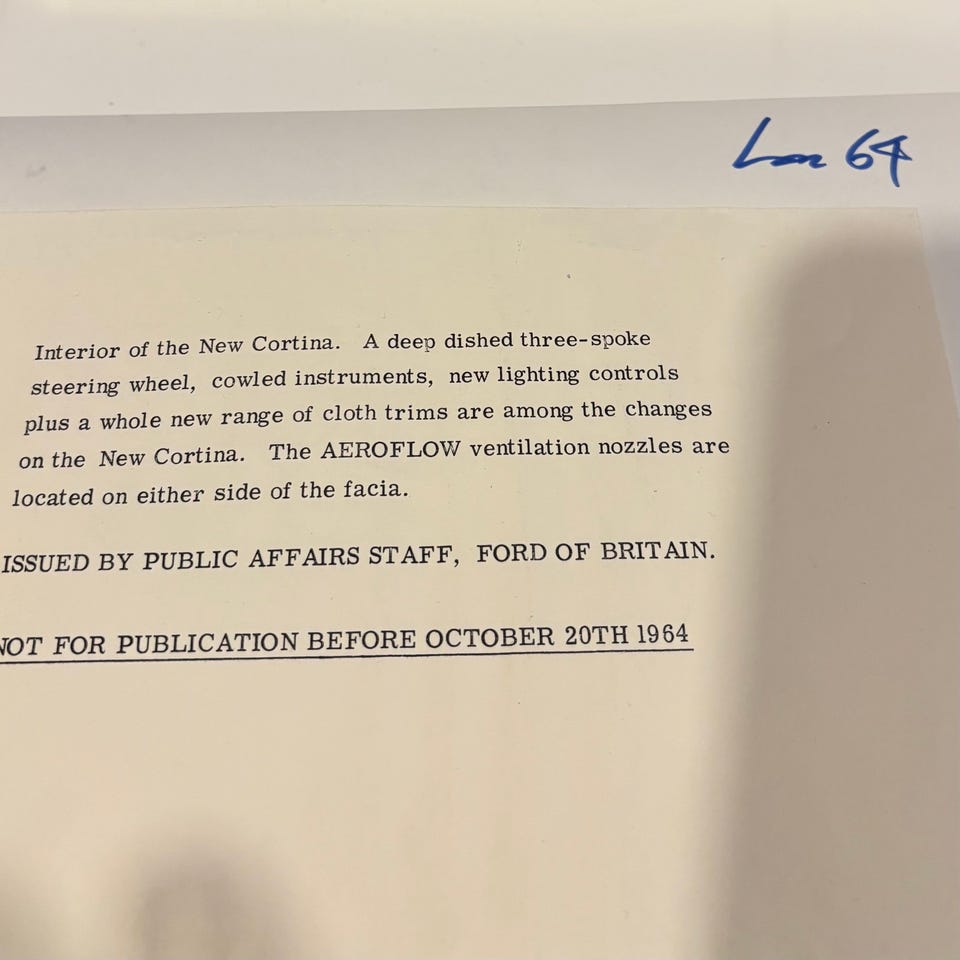 64
Interior of the New Cortina. A deep dished three-spoke
steering wheel, cowled instruments, new lighting controls
plus a whole new range of cloth trims are among the changes
on the New Cortina. The AEROFLOW ventilation nozzles are
located on either side of the facia.
ISSUED BY PUBLIC AFFAIRS STAFF, FORD OF BRITAIN.
NOT FOR PUBLICATION BEFORE OCTOBER 20TH 1964